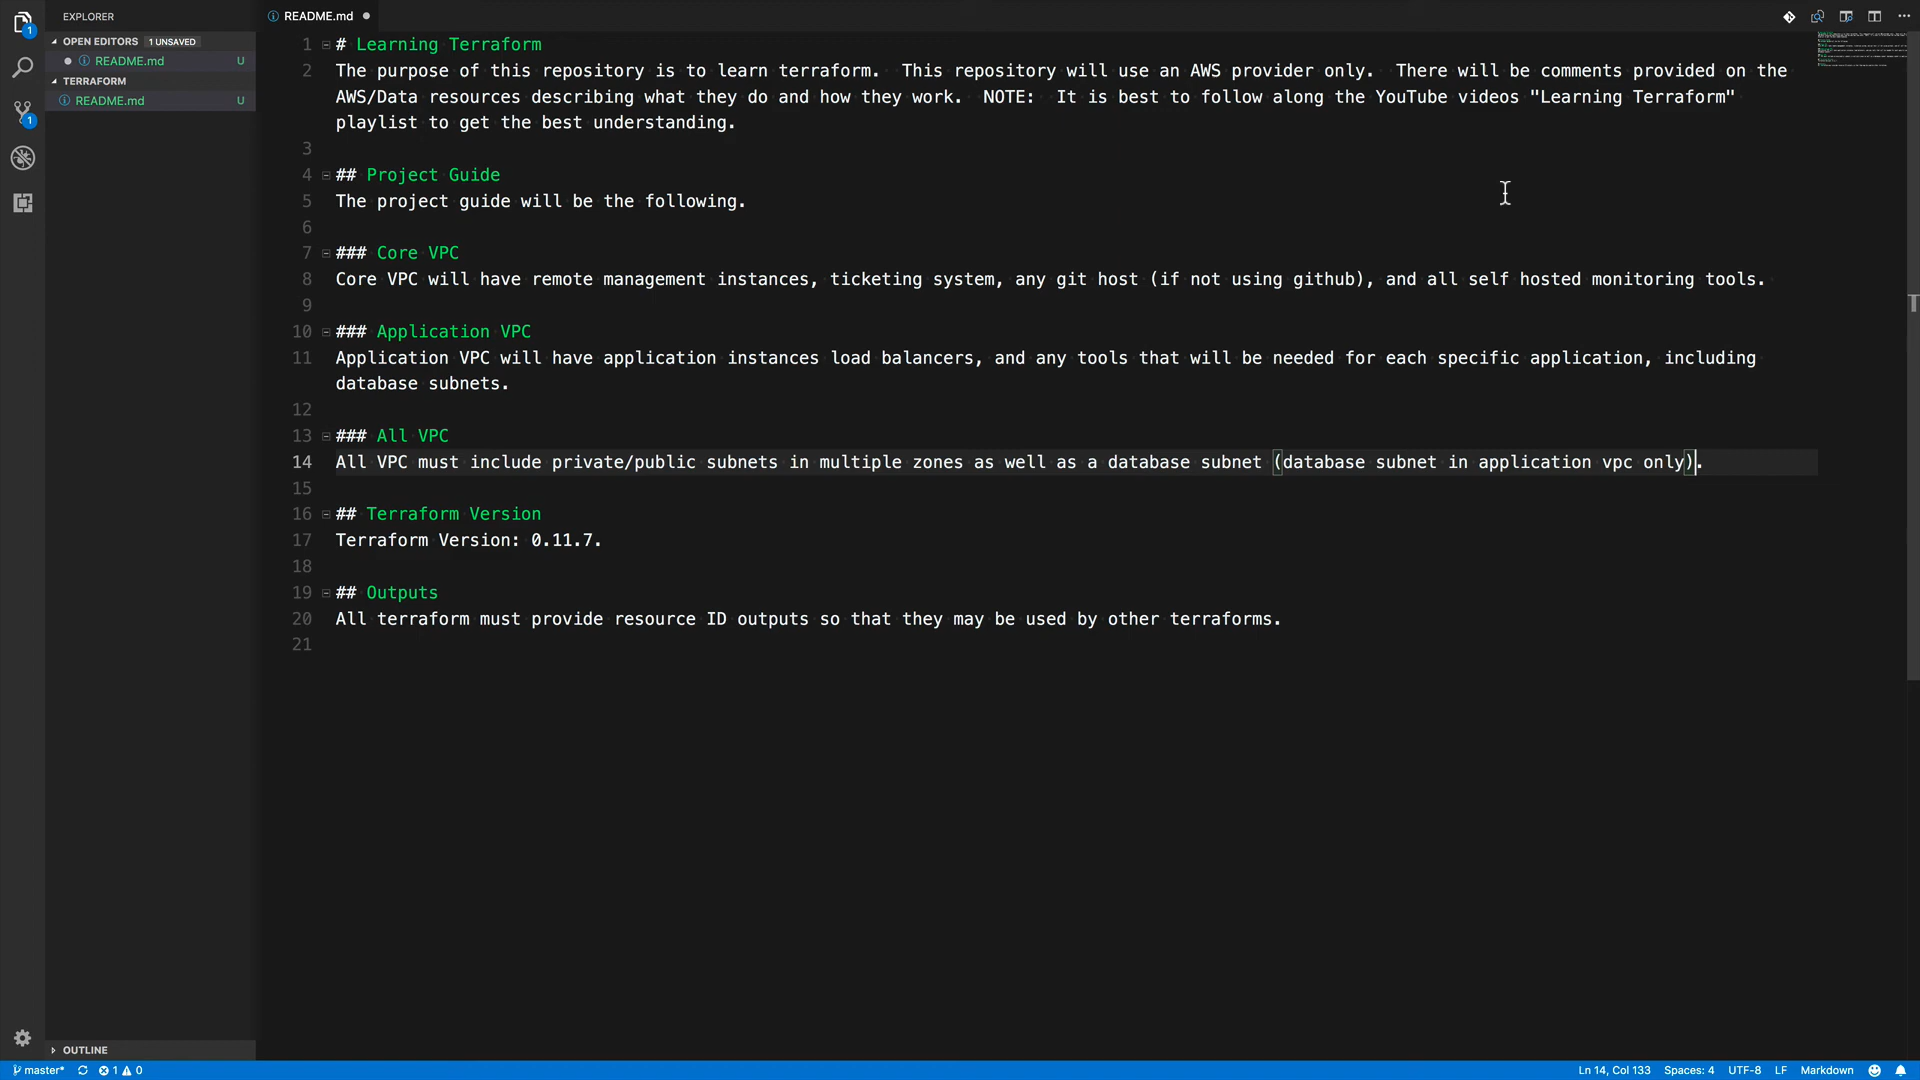 EXPLORER
OPEN EDITORS 1 UNSAVED
README.md U
TERRAFORM
README.md U
OUTLINE
README.md
1 # Learning Terraform
2 The purpose of this repository is to learn terraform.  This repository will use an AWS provider only.  There will be comments provided on the
AWS/Data resources describing what they do and how they work.  NOTE:  It is best to follow along the YouTube videos "Learning Terraform"
playlist to get the best understanding.
3
4 ## Project Guide
5 The project guide will be the following.
6
7 ### Core VPC
8 Core VPC will have remote management instances, ticketing system, any git host (if not using github), and all self hosted monitoring tools.
9
10 ### Application VPC
11 Application VPC will have application instances load balancers, and any tools that will be needed for each specific application, including
database subnets.
12
13 ### All VPC
14 All VPC must include private/public subnets in multiple zones as well as a database subnet (database subnet in application vpc only).
15
16 ## Terraform Version
17 Terraform Version: 0.11.7.
18
19 ## Outputs
20 All terraform must provide resource ID outputs so that they may be used by other terraforms.
21
1
1
master* 1 0 Ln 14, Col 133 Spaces: 4 UTF-8 LF Markdown